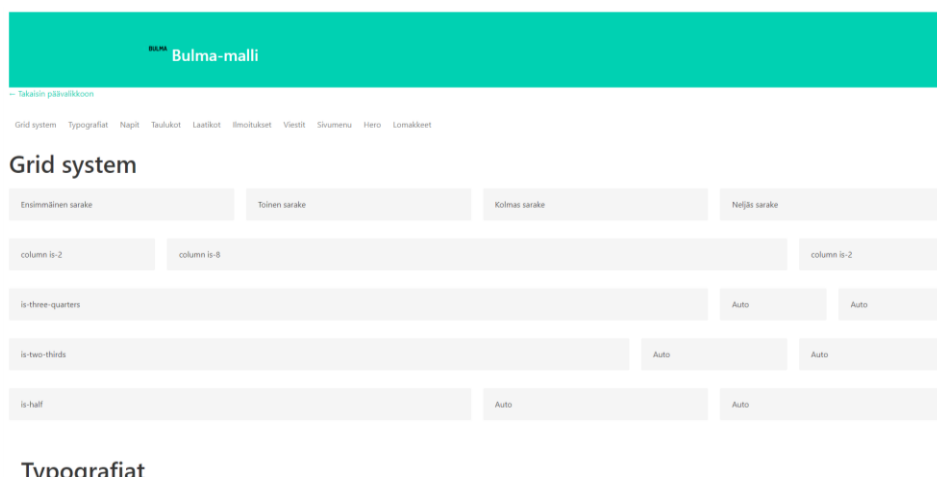 BULMA Bulma-malli
← Takaisin päävalikkoon
Grid system Typografiat Napit Taulukot Laatikot Ilmoitukset Viestit Sivumenu Hero Lomakkeet
Grid system
Ensimmäinen sarake Toinen sarake Kolmas sarake Neljäs sarake
column is-2 column is-8 column is-2
is-three-quarters Auto Auto
is-two-thirds Auto Auto
is-half Auto Auto
Typografiat